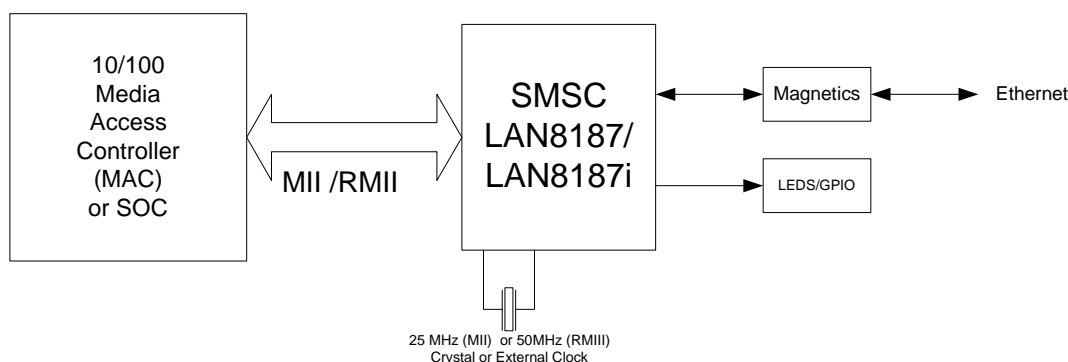 10/100
Media
Access
Controller
(MAC)
or SOC
MII /RMII
SMSC
LAN8187/
LAN8187i
Magnetics
Ethernet
LEDS/GPIO
25 MHz (MII) or 50MHz (RMIII)
Crystal or External Clock